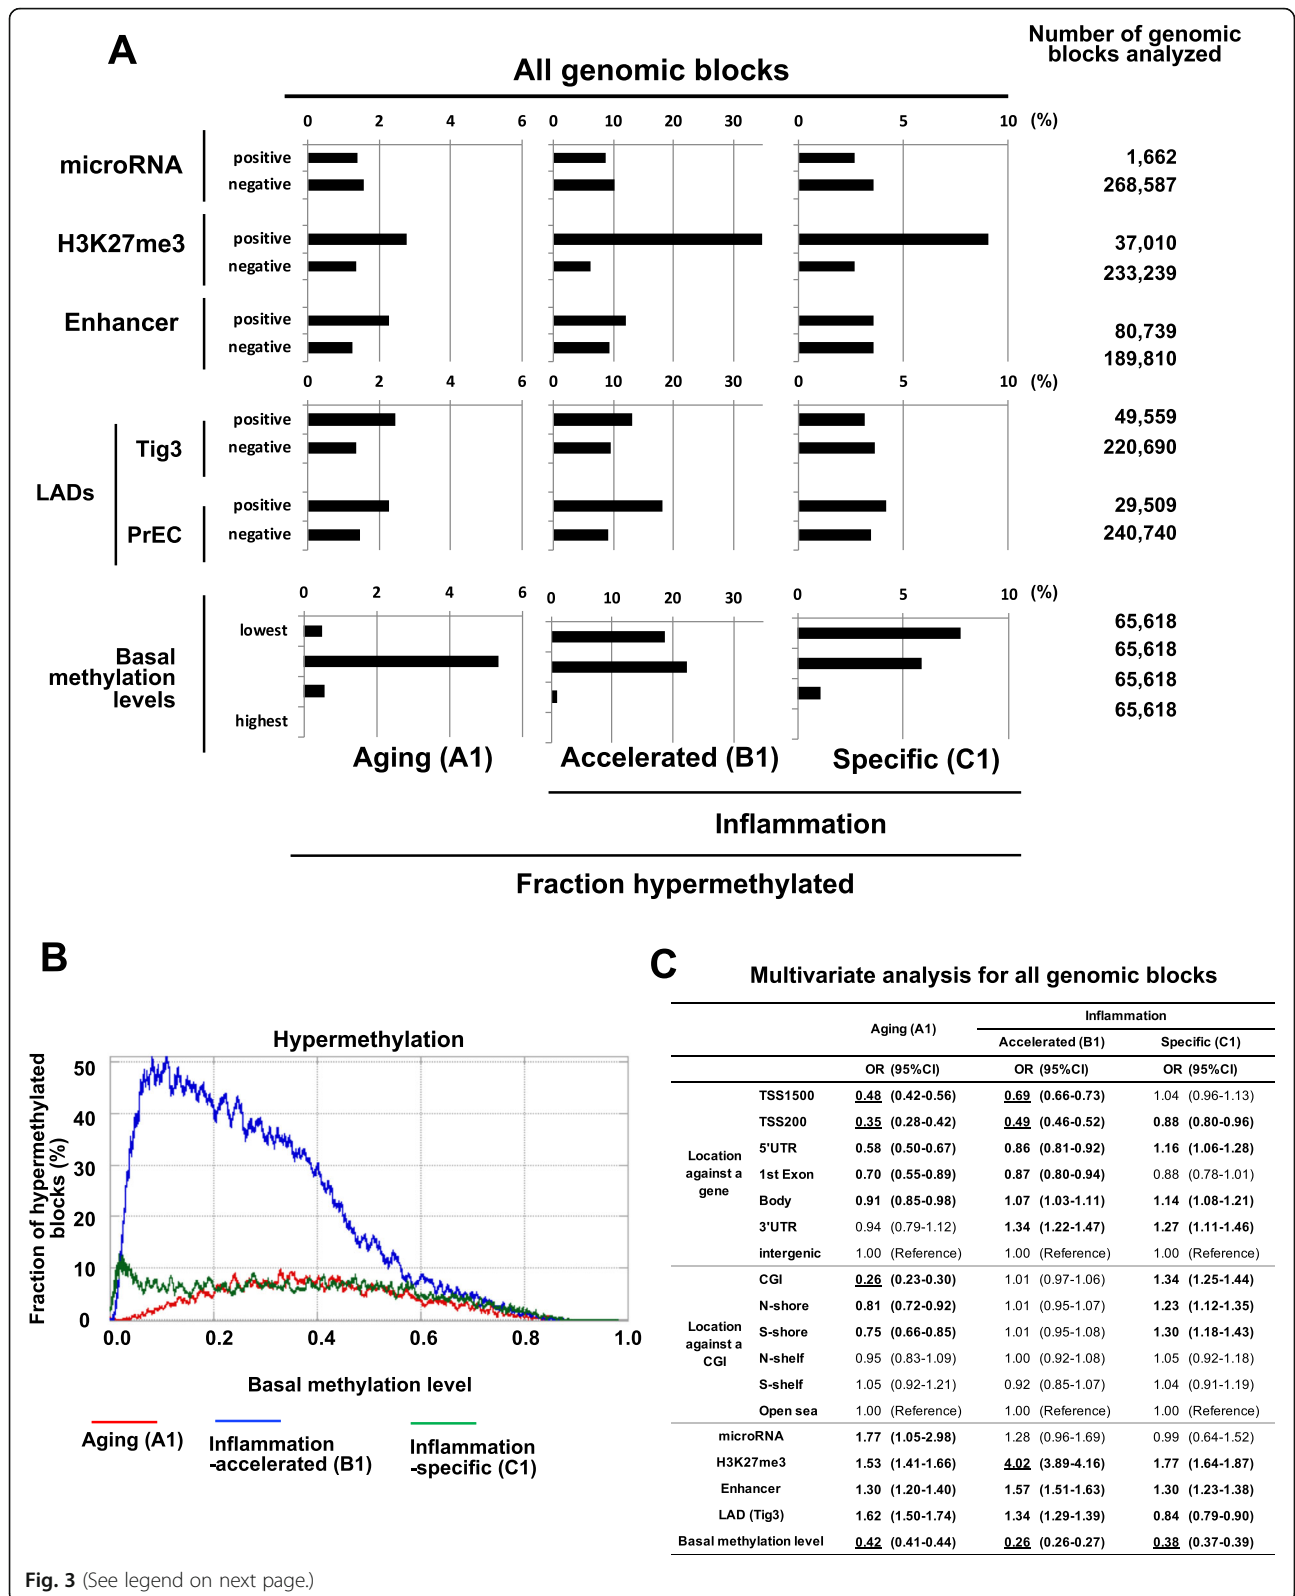 A
Number of genomic
blocks analyzed
All genomic blocks
0 2 4 6 0 10 20 30 0 5 10 (%)
microRNA
positive 1,662
negative 268,587
H3K27me3
positive 37,010
negative 233,239
Enhancer
positive 80,739
negative 189,810
0 2 4 6 0 10 20 30 0 5 10 (%)
LADs
Tig3
positive 49,559
negative 220,690
PrEC
positive 29,509
negative 240,740
0 2 4 6 0 10 20 30 0 5 10 (%)
Basal
methylation
levels
lowest 65,618
65,618
65,618
highest 65,618
Aging (A1) Accelerated (B1) Specific (C1)
Inflammation
Fraction hypermethylated
B
Hypermethylation
Fraction of hypermethylated
blocks (%)
50
40
30
20
10
0
0.0 0.2 0.4 0.6 0.8 1.0
Basal methylation level
Aging (A1)
Inflammation
-accelerated (B1)
Inflammation
-specific (C1)
C
Multivariate analysis for all genomic blocks
Aging (A1) Inflammation
Accelerated (B1) Specific (C1)
OR (95%CI) OR (95%CI) OR (95%CI)
Location
against a
gene
TSS1500 0.48 (0.42-0.56) 0.69 (0.66-0.73) 1.04 (0.96-1.13)
TSS200 0.35 (0.28-0.42) 0.49 (0.46-0.52) 0.88 (0.80-0.96)
5'UTR 0.58 (0.50-0.67) 0.86 (0.81-0.92) 1.16 (1.06-1.28)
1st Exon 0.70 (0.55-0.89) 0.87 (0.80-0.94) 0.88 (0.78-1.01)
Body 0.91 (0.85-0.98) 1.07 (1.03-1.11) 1.14 (1.08-1.21)
3'UTR 0.94 (0.79-1.12) 1.34 (1.22-1.47) 1.27 (1.11-1.46)
intergenic 1.00 (Reference) 1.00 (Reference) 1.00 (Reference)
Location
against a
CGI
CGI 0.26 (0.23-0.30) 1.01 (0.97-1.06) 1.34 (1.25-1.44)
N-shore 0.81 (0.72-0.92) 1.01 (0.95-1.07) 1.23 (1.12-1.35)
S-shore 0.75 (0.66-0.85) 1.01 (0.95-1.08) 1.30 (1.18-1.43)
N-shelf 0.95 (0.83-1.09) 1.00 (0.92-1.08) 1.05 (0.92-1.18)
S-shelf 1.05 (0.92-1.21) 0.92 (0.85-1.07) 1.04 (0.91-1.19)
Open sea 1.00 (Reference) 1.00 (Reference) 1.00 (Reference)
microRNA 1.77 (1.05-2.98) 1.28 (0.96-1.69) 0.99 (0.64-1.52)
H3K27me3 1.53 (1.41-1.66) 4.02 (3.89-4.16) 1.77 (1.64-1.87)
Enhancer 1.30 (1.20-1.40) 1.57 (1.51-1.63) 1.30 (1.23-1.38)
LAD (Tig3) 1.62 (1.50-1.74) 1.34 (1.29-1.39) 0.84 (0.79-0.90)
Basal methylation level 0.42 (0.41-0.44) 0.26 (0.26-0.27) 0.38 (0.37-0.39)
Fig. 3 (See legend on next page.)